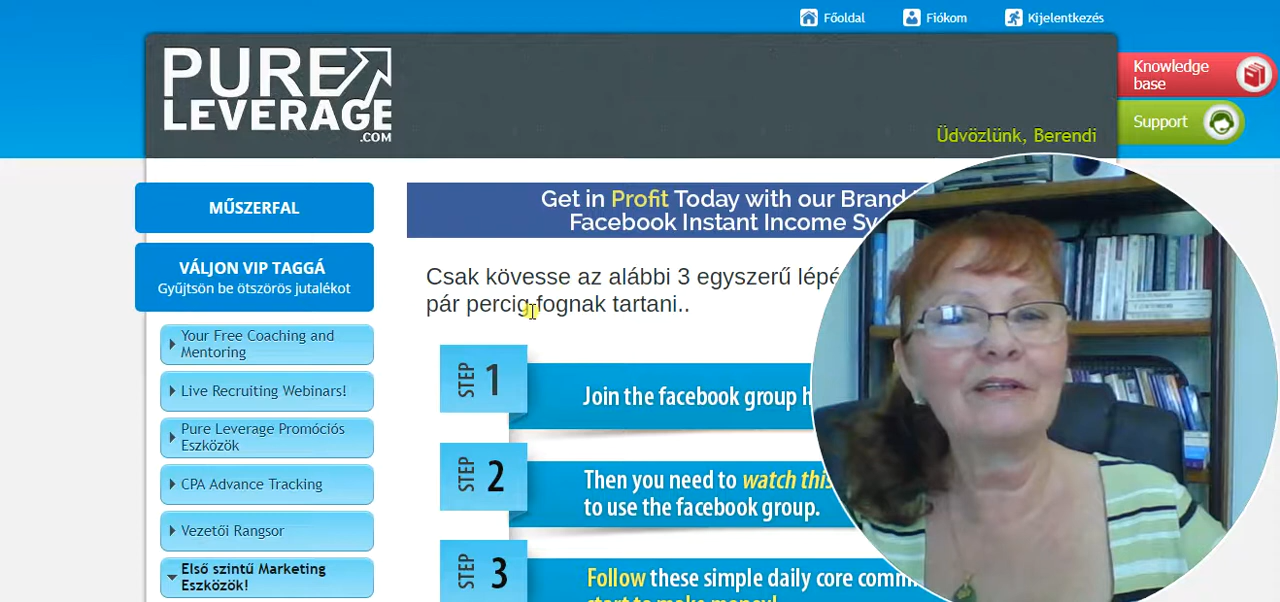 Főoldal
Fiókom
Kijelentkezés
PURE
LEVERAGE
.COM
Knowledge
base
Support
Üdvözlünk, Berendi
MŰSZERFAL
VÁLJON VIP TAGGÁ
Gyűjtsön be ötszörös jutalékot
Your Free Coaching and
Mentoring
Live Recruiting Webinars!
Pure Leverage Promóciós
Eszközök
CPA Advance Tracking
Vezetői Rangsor
Első szintű Marketing
Eszközök!
Get in Profit Today with our Brand
Facebook Instant Income Sy
Csak kövesse az alábbi 3 egyszerű lépé
pár percig fognak tartani..
STEP 1
Join the facebook group h
STEP 2
Then you need to watch this
to use the facebook group.
STEP 3
Follow these simple daily core comm
start to make money!